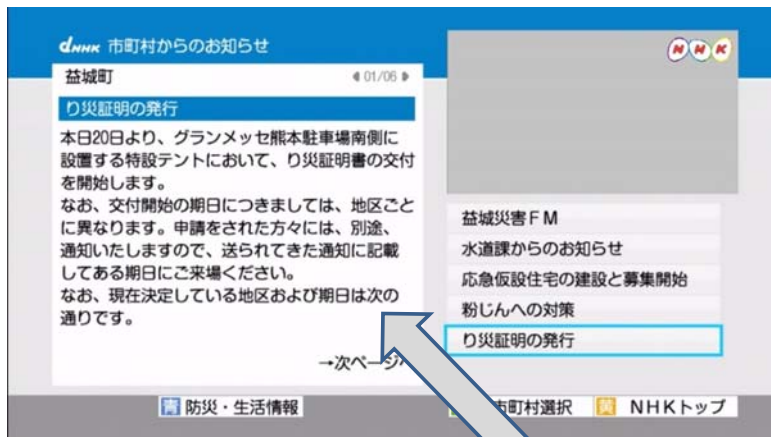 dNHK 市町村からのお知らせ
NHK
益城町
01/06
り災証明の発行
本日20日より、グランメッセ熊本駐車場南側に
設置する特設テントにおいて、り災証明書の交付
を開始します。
なお、交付開始の期日につきましては、地区ごと
に異なります。申請をされた方々には、別途、
通知いたしますので、送られてきた通知に記載
してある期日にご来場ください。
なお、現在決定している地区および期日は次の
通りです。
→次ページへ
益城災害FM
水道課からのお知らせ
応急仮設住宅の建設と募集開始
粉じんへの対策
り災証明の発行
青 防災・生活情報
市町村選択
黄 NHKトップ